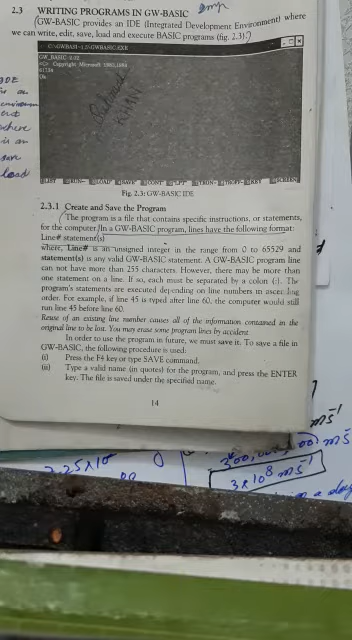 2.3 WRITING PROGRAMS IN GW-BASIC
(GW-BASIC provides an IDE (Integrated Development Environment) where
we can write, edit, save, load and execute BASIC programs (fig. 2.3).)
GW-BASIC 3.22
Ok
Fig. 2.3: GW-BASIC IDE
2.3.1 Create and Save the Program
The program is a file that contains specific instructions, or statements,
for the computer. In a GW-BASIC program, lines have the following format:
Line# statement(s)
where, Line# is an unsigned integer in the range from 0 to 65529 and
statement(s) is any valid GW-BASIC statement. A GW-BASIC program line
can not have more than 255 characters. However, there may be more than
one statement on a line. If so, each must be separated by a colon (:). The
program's statements are executed depending on line numbers in
order. For example, if line 45 is typed after line 60, the computer would still
run line 45 before line 60.
Reuse of an existing line number causes all of the information contained in the
original line to be lost. You may erase some program lines by accident.
In order to use the program in future, we must save it. To save a file in
GW-BASIC, the following procedure is used:
(i) Press the F4 key or type SAVE command.
(ii) Type a valid name (in quotes) for the program, and press the ENTER
key. The file is saved under the specified name.
14
3x10⁸ ms⁻¹